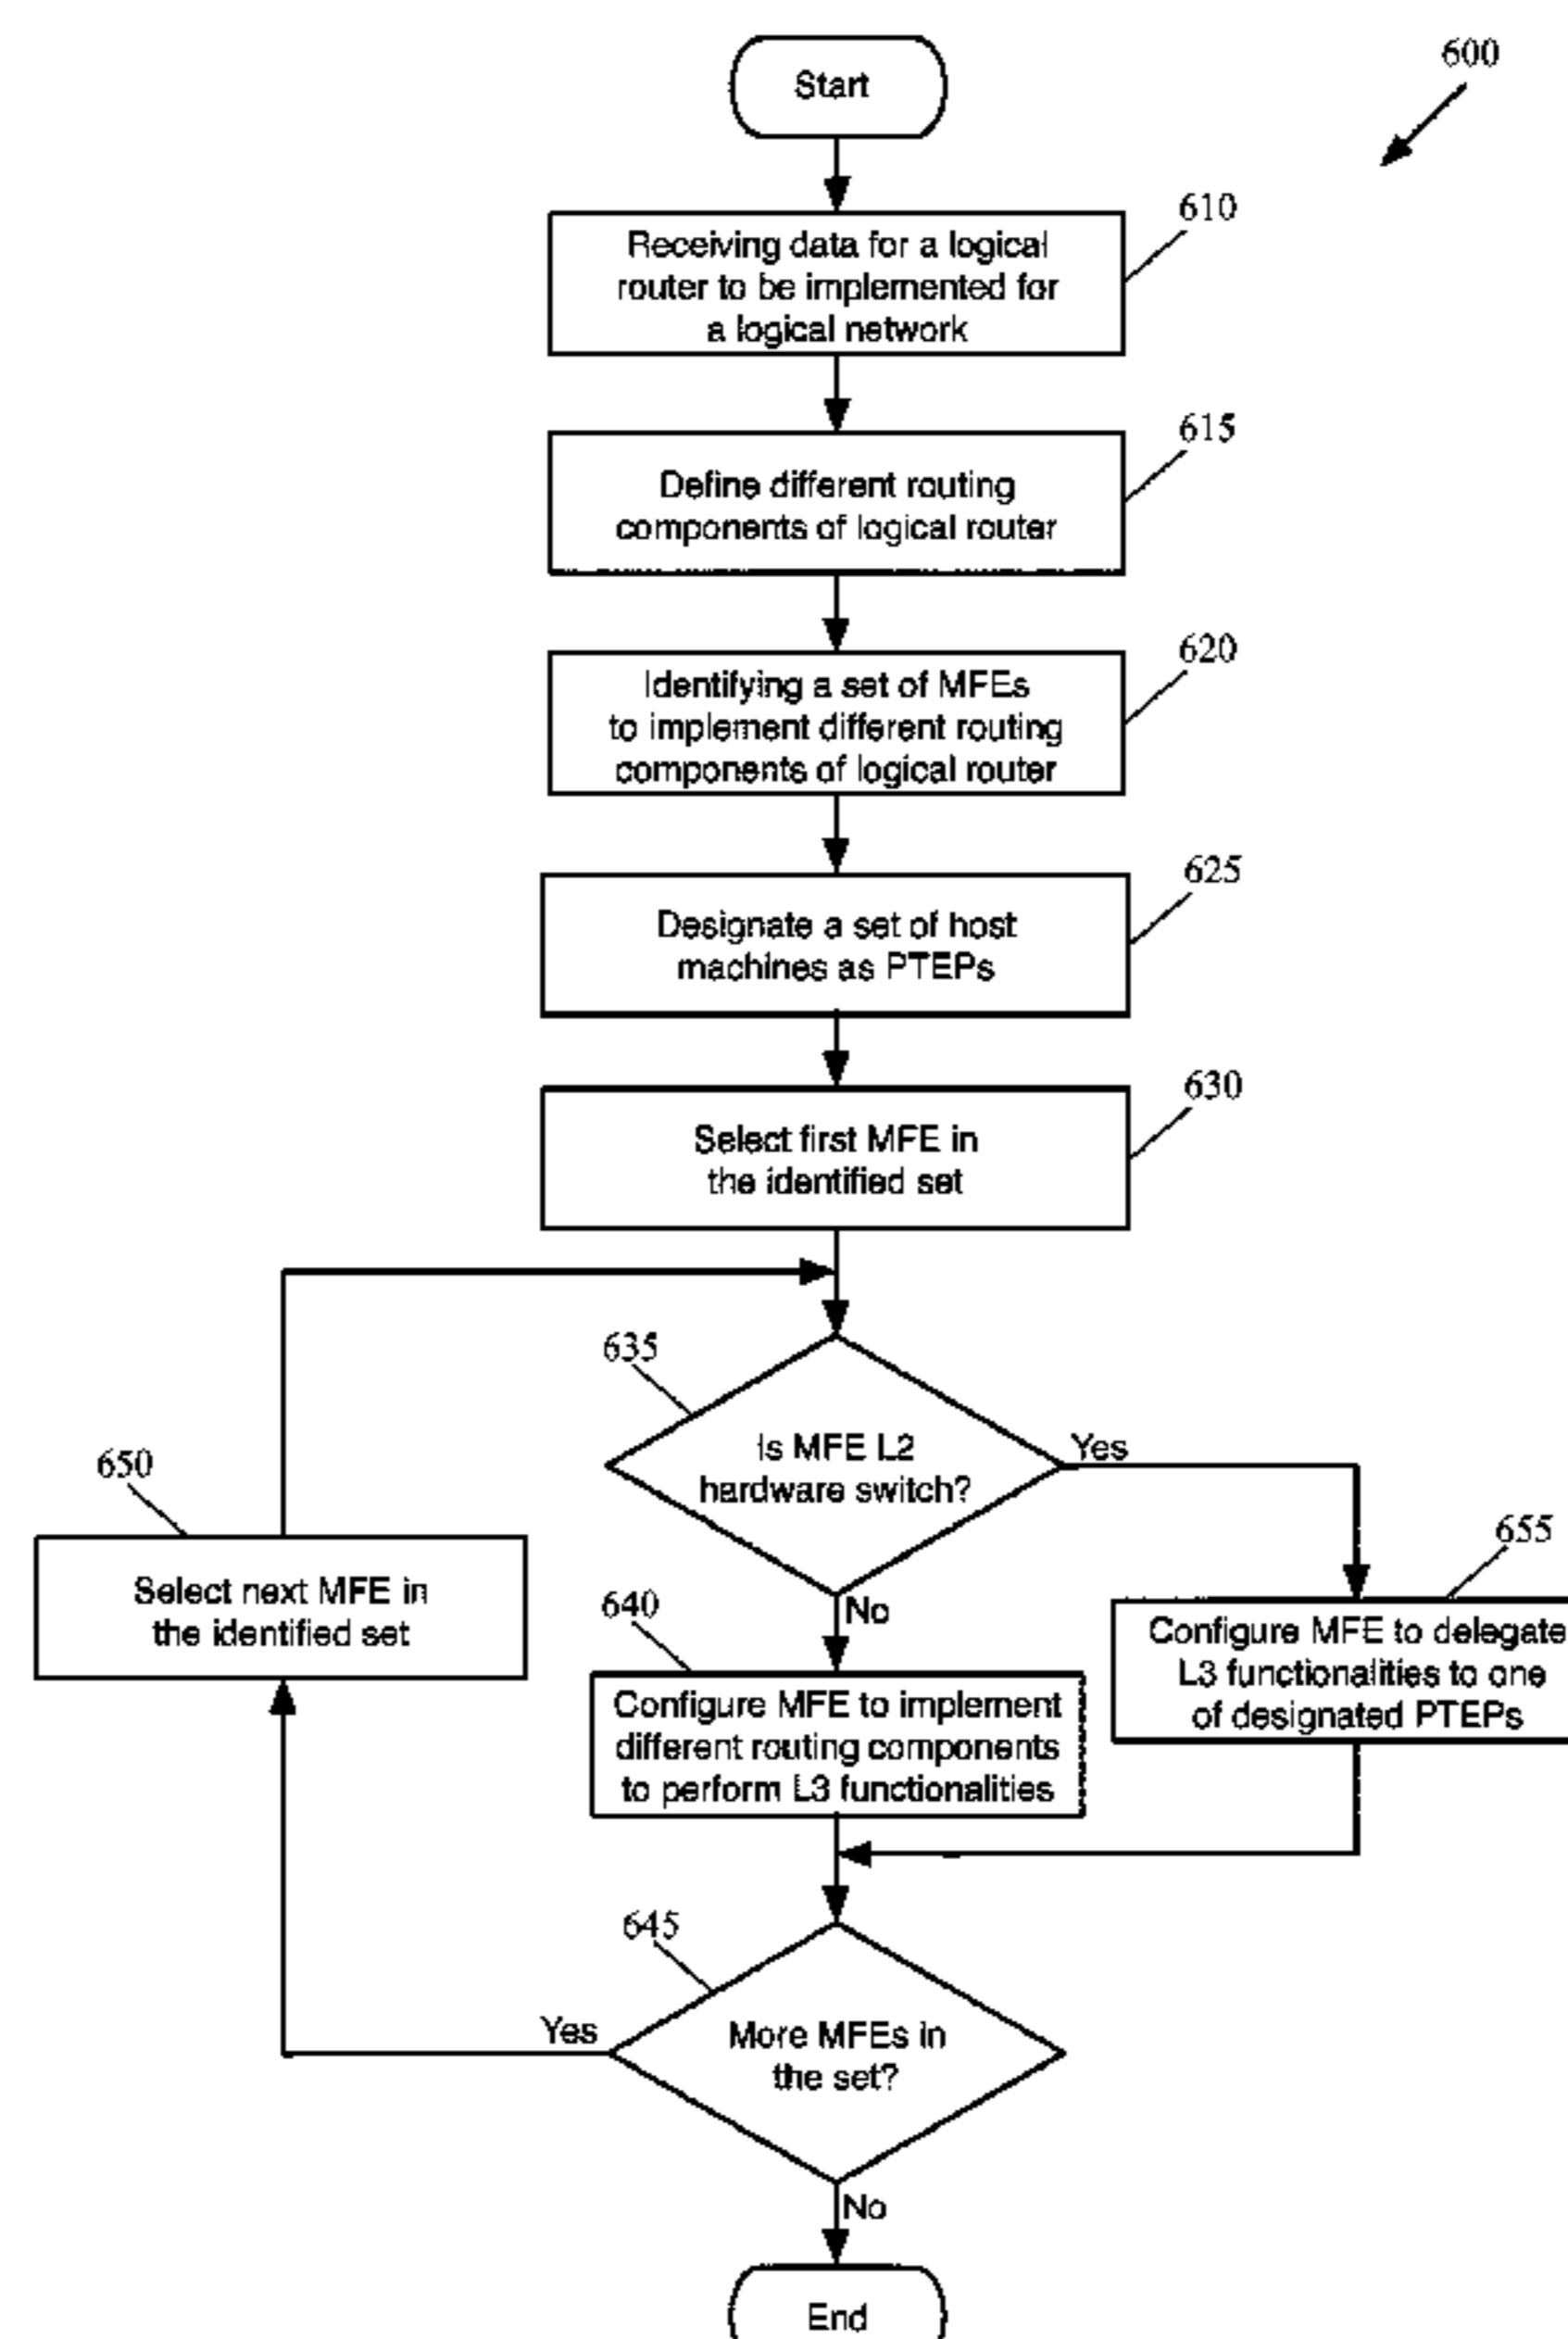 600
Start
610
Receiving data for a logical
router to be implemented for
a logical network
615
Define different routing
components of logical router
620
Identifying a set of MFEs
to implement different routing
components of logical router
625
Designate a set of host
machines as PTEPs
630
Select first MFE in
the identified set
635
Is MFE L2
hardware switch?
Yes
No
650
Select next MFE in
the identified set
640
Configure MFE to implement
different routing components
to perform L3 functionalities
655
Configure MFE to delegate
L3 functionalities to one
of designated PTEPs
645
More MFEs in
the set?
Yes
No
End